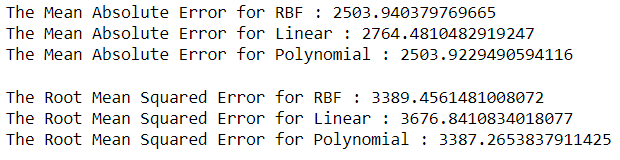 The Mean Absolute Error for RBF : 2503.940379769665
The Mean Absolute Error for Linear : 2764.4810482919247
The Mean Absolute Error for Polynomial : 2503.9229490594116
The Root Mean Squared Error for RBF : 3389.4561481008072
The Root Mean Squared Error for Linear : 3676.8410834018077
The Root Mean Squared Error for Polynomial : 3387.2653837911425